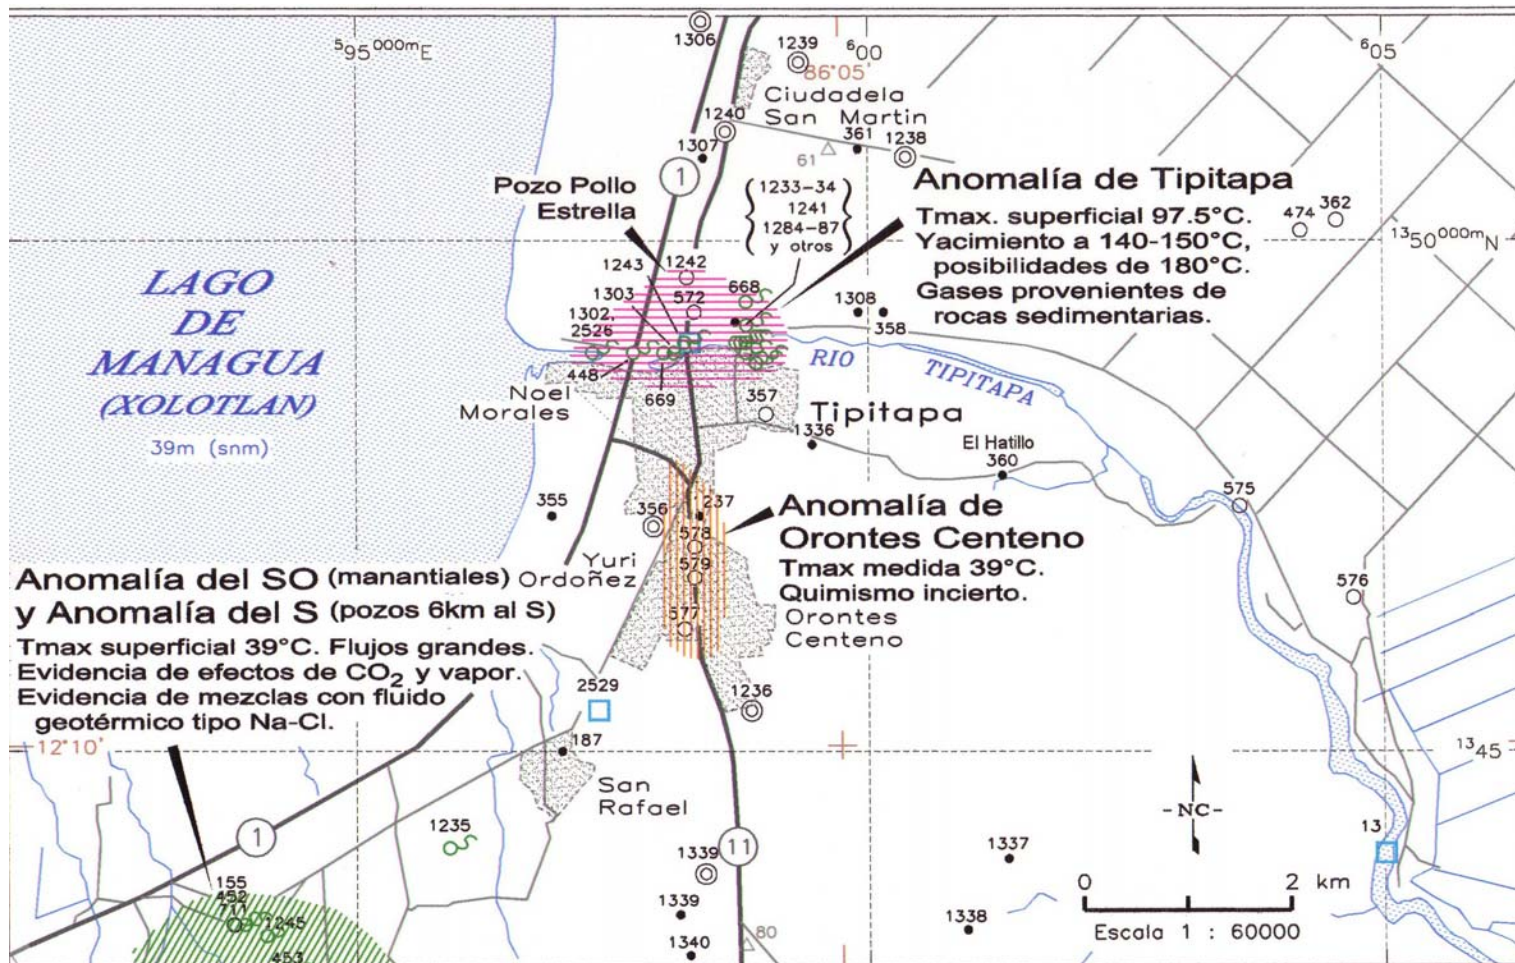 1306
⁵95⁰⁰⁰ᵐE
1239
⁶00
⁶05
86°05'
Ciudadela
San Martin
1240
1307
361
1238
61
1
Pozo Pollo
Estrella
1233-34
1241
1284-87
y otros
Anomalía de Tipitapa
Tmax. superficial 97.5°C.
Yacimiento a 140-150°C,
posibilidades de 180°C.
Gases provenientes de
rocas sedimentarias.
474
362
¹³50⁰⁰⁰ᵐN
LAGO
DE
MANAGUA
(XOLOTLAN)
39m (snm)
1243
1242
1303
572
668
1302,
2526
1308
358
448
669
RIO TIPITAPA
Noel
Morales
357
Tipitapa
1336
El Hatillo
360
575
355
356
1237
578
579
577
Anomalía de
Orontes Centeno
Tmax medida 39°C.
Quimismo incierto.
Orontes
Centeno
576
Yuri
Ordoñez
Anomalía del SO (manantiales)
y Anomalía del S (pozos 6km al S)
Tmax superficial 39°C. Flujos grandes.
Evidencia de efectos de CO₂ y vapor.
Evidencia de mezclas con fluido
geotérmico tipo Na-Cl.
2529
1236
12°10'
187
¹³45
San
Rafael
-NC-
1235
1
1339
11
1337
13
155
452
711
1245
453
1339
1340
80
1338
0 2 km
Escala 1 : 60000